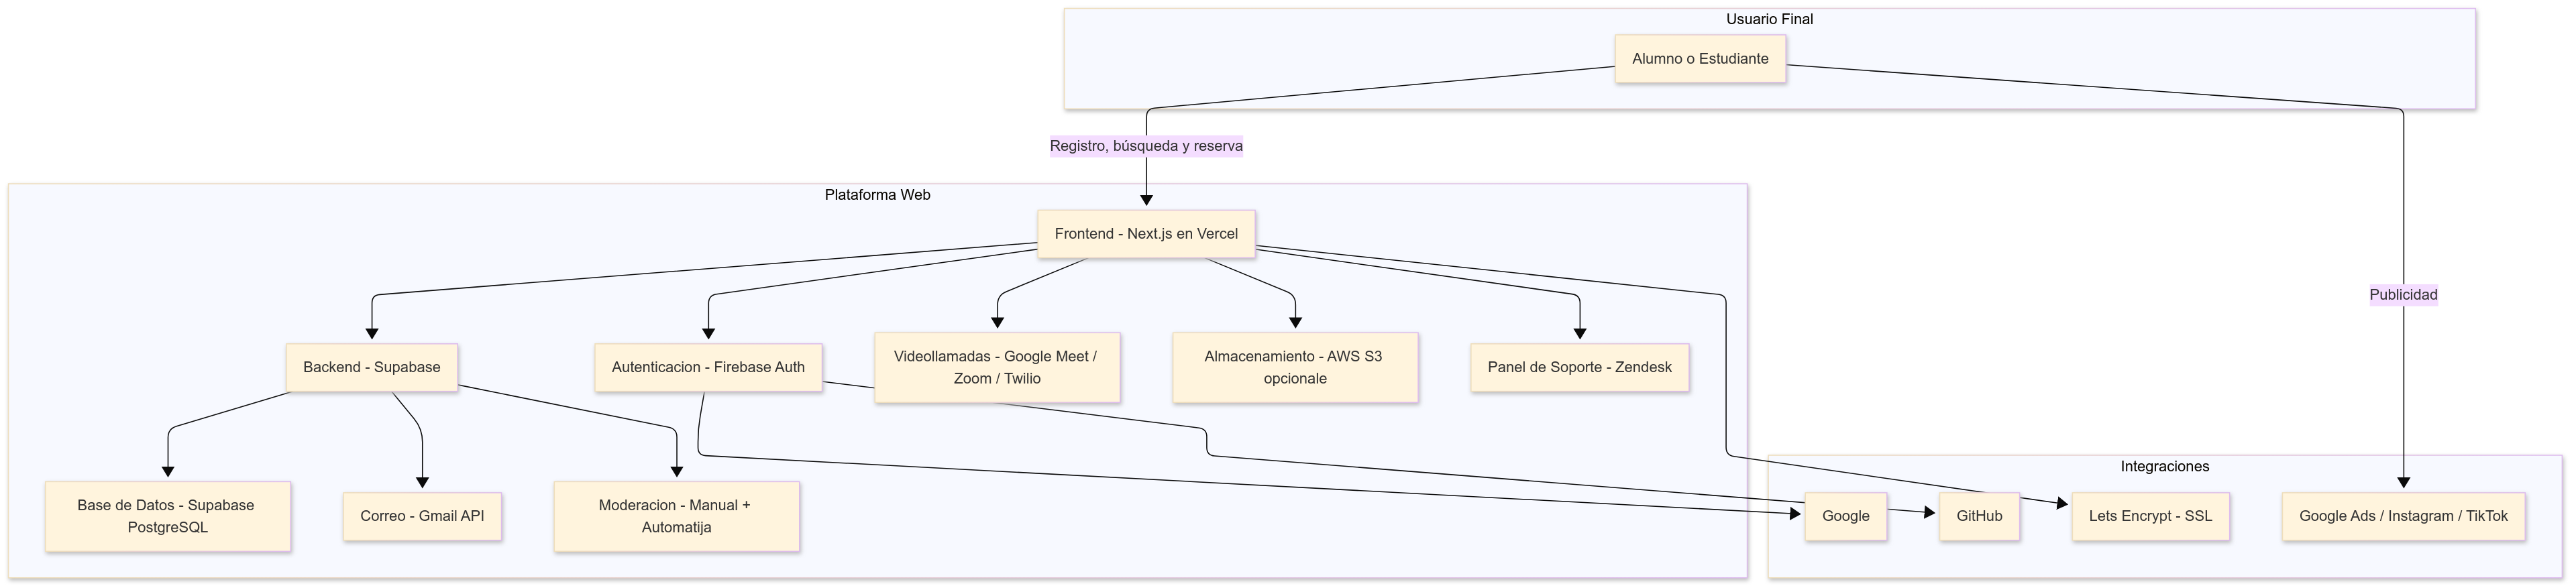 Usuario Final
Alumno o Estudiante
Registro, búsqueda y reserva
Plataforma Web
Frontend - Next.js en Vercel
Publicidad
Backend - Supabase
Autenticacion - Firebase Auth
Videollamadas - Google Meet /
Zoom / Twilio
Almacenamiento - AWS S3
opcionale
Panel de Soporte - Zendesk
Integraciones
Base de Datos - Supabase
PostgreSQL
Correo - Gmail API
Moderacion - Manual +
Automatija
Google
GitHub
Lets Encrypt - SSL
Google Ads / Instagram / TikTok